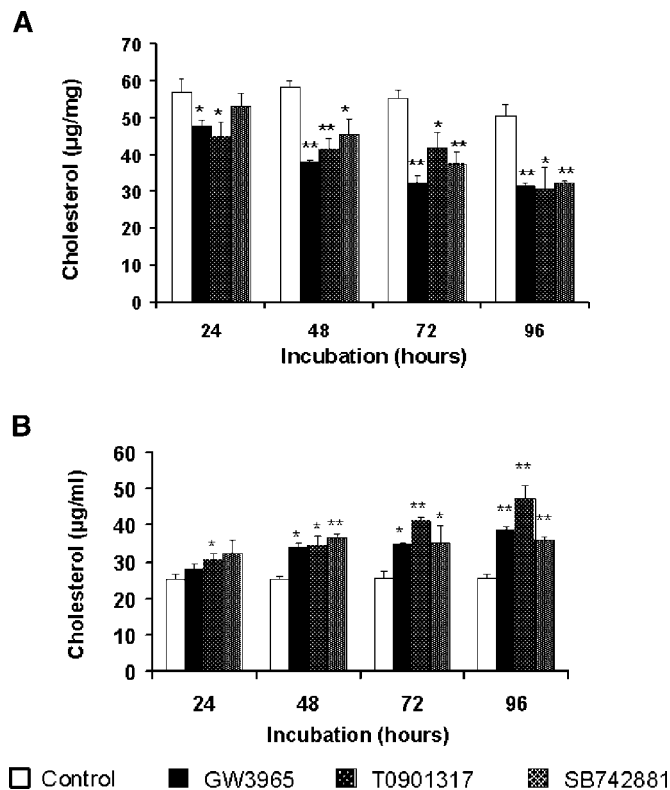 A
Cholesterol (µg/mg)
70
60
50
40
30
20
10
0
* * ** ** * ** * ** ** * **
24 48 72 96
Incubation (hours)
B
Cholesterol (µg/ml)
60
50
40
30
20
10
0
* * * ** * ** * ** ** **
24 48 72 96
Incubation (hours)
Control GW3965 T0901317 SB742881